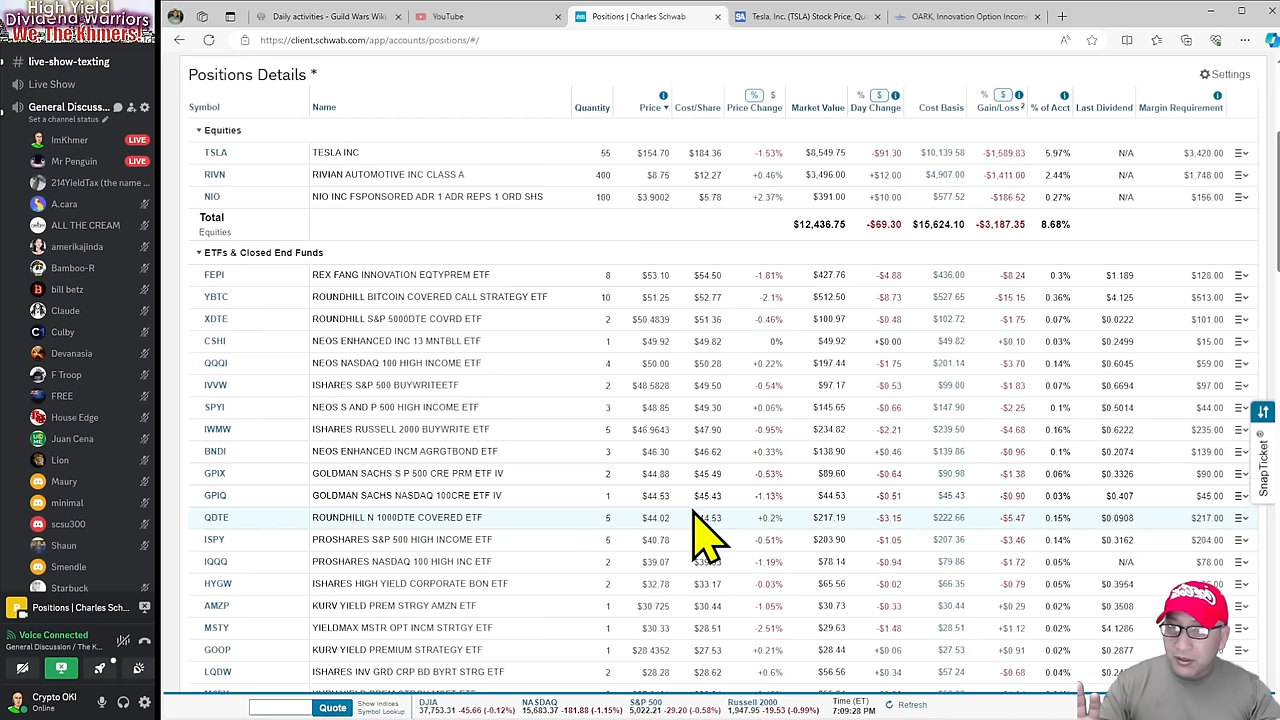 High Yield
Dividend Warriors
We The Khmers!
# live-show-texting
Live Show
General Discuss...
Set a channel status
ImKhmer LIVE
Mr Penguin LIVE
214YieldTax (the name ...
A.cara
ALL THE CREAM
amerikajinda
Bamboo-R
bill betz
Claude
Culby
Devanasia
F Troop
FREE
House Edge
Juan Cena
Lion
Maury
minimal
scsu300
Shaun
Smendle
Starbuck
Positions | Charles Schw...
Voice Connected
General Discussion / The K...
Crypto OKI
Online
Daily activities - Guild Wars Wiki
YouTube
Positions | Charles Schwab
Tesla, Inc (TSLA) Stock Price, Qu
OARK, Innovation Option Incom
https://client.schwab.com/app/accounts/positions/#/
Positions Details *
Settings
Symbol Name Quantity Price Cost/Share % $ Price Change Market Value % $ Day Change Cost Basis % $ Gain/Loss 2 % of Acct Last Dividend Margin Requirement
Equities
TSLA TESLA INC 55 $154.70 $184.36 -1.53% $8,549.75 -$91.30 $10,139.58 -$1,589.83 5.97% N/A $3,420.00
RIVN RIVIAN AUTOMOTIVE INC CLASS A 400 $8.75 $12.27 +0.46% $3,496.00 +$12.00 $4,907.00 -$1,411.00 2.44% N/A $1,748.00
NIO NIO INC FSPONSORED ADR 1 ADR REPS 1 ORD SHS 100 $3.9002 $5.78 +2.37% $391.00 +$10.00 $577.52 -$186.52 0.27% N/A $156.00
Total
Equities $12,436.75 -$69.30 $15,624.10 -$3,187.35 8.68%
ETFs & Closed End Funds
FEPI REX FANG INNOVATION EQTYPREM ETF 8 $53.10 $54.50 -1.81% $427.76 -$4.88 $436.00 -$8.24 0.3% $1.189 $128.00
YBTC ROUNDHILL BITCOIN COVERED CALL STRATEGY ETF 10 $51.25 $52.77 -2.1% $512.50 -$8.73 $527.65 -$15.15 0.36% $4.125 $513.00
XDTE ROUNDHILL S&P 5000DTE COVRD ETF 2 $50.4839 $51.36 -0.46% $100.97 -$0.48 $102.72 -$1.75 0.07% $0.0222 $101.00
CSHI NEOS ENHANCED INC 13 MNTBLL ETF 1 $49.92 $49.82 0% $49.92 +$0.00 $49.82 +$0.10 0.03% $0.2499 $15.00
QQQI NEOS NASDAQ 100 HIGH INCOME ETF 4 $50.00 $50.28 +0.22% $197.44 -$1.75 $201.14 -$3.70 0.14% $0.6045 $59.00
IVVW ISHARES S&P 500 BUYWRITEETF 2 $48.5828 $49.50 -0.54% $97.17 -$0.53 $99.00 -$1.83 0.07% $0.6694 $97.00
SPYI NEOS S AND P 500 HIGH INCOME ETF 3 $48.85 $49.30 +0.06% $145.65 -$0.66 $147.90 -$2.25 0.1% $0.5014 $44.00
IWMW ISHARES RUSSELL 2000 BUYWRITE ETF 5 $46.9643 $47.90 -0.95% $234.82 -$2.21 $239.50 -$4.68 0.16% $0.6622 $235.00
BNDI NEOS ENHANCED INCM AGRGTBOND ETF 3 $46.30 $46.62 +0.33% $138.90 +$0.46 $139.86 -$0.96 0.1% $0.2074 $139.00
GPIX GOLDMAN SACHS S P 500 CRE PRM ETF IV 2 $44.88 $45.49 -0.53% $89.60 -$0.64 $90.98 -$1.38 0.06% $0.3326 $90.00
GPIQ GOLDMAN SACHS NASDAQ 100CRE ETF IV 1 $44.53 $45.43 -1.13% $44.53 -$0.51 $45.43 -$0.90 0.03% $0.407 $45.00
QDTE ROUNDHILL N 1000DTE COVERED ETF 5 $44.02 $44.53 +0.2% $217.19 -$3.15 $222.66 -$5.47 0.15% $0.0908 $217.00
ISPY PROSHARES S&P 500 HIGH INCOME ETF 5 $40.78 -0.51% $203.90 -$1.05 $207.36 -$3.46 0.14% $0.3162 $204.00
IQQQ PROSHARES NASDAQ 100 HIGH INC ETF 2 $39.07 -1.19% $78.14 -$0.94 $79.86 -$1.72 0.05% N/A $78.00
HYGW ISHARES HIGH YIELD CORPORATE BON ETF 2 $32.78 $33.17 -0.03% $65.56 -$0.02 $66.35 -$0.79 0.05% $0.3954
AMZP KURV YIELD PREM STRGY AMZN ETF 1 $30.725 $30.44 -1.05% $30.73 -$0.33 $30.44 +$0.29 0.02% $0.3508
MSTY YIELDMAX MSTR OPT INCM STRTGY ETF 1 $30.33 $28.51 -2.51% $29.63 -$1.48 $28.51 +$1.12 0.02% $4.1286
GOOP KURV YIELD PREMIUM STRATEGY ETF 1 $28.4352 $27.53 +0.21% $28.44 +$0.06 $27.53 +$0.91 0.02% $0.2877
LQDW ISHARES INV GRD CRP BD BYRT STRG ETF 2 $28.28 $28.62 +0.6% $56.56 +$0.34 $57.24 -$0.68 0.04%
SnapTicket
Quote
Show Indices
Symbol Lookup
DJIA
37,753.31 -45.66 (-0.12%)
NASDAQ
15,683.37 -181.88 (-1.15%)
S&P 500
5,022.21 -29.20 (-0.58%)
Russell 2000
1,947.95 -19.53 (-0.99%)
Time (ET)
7:09:28 PM
Refresh